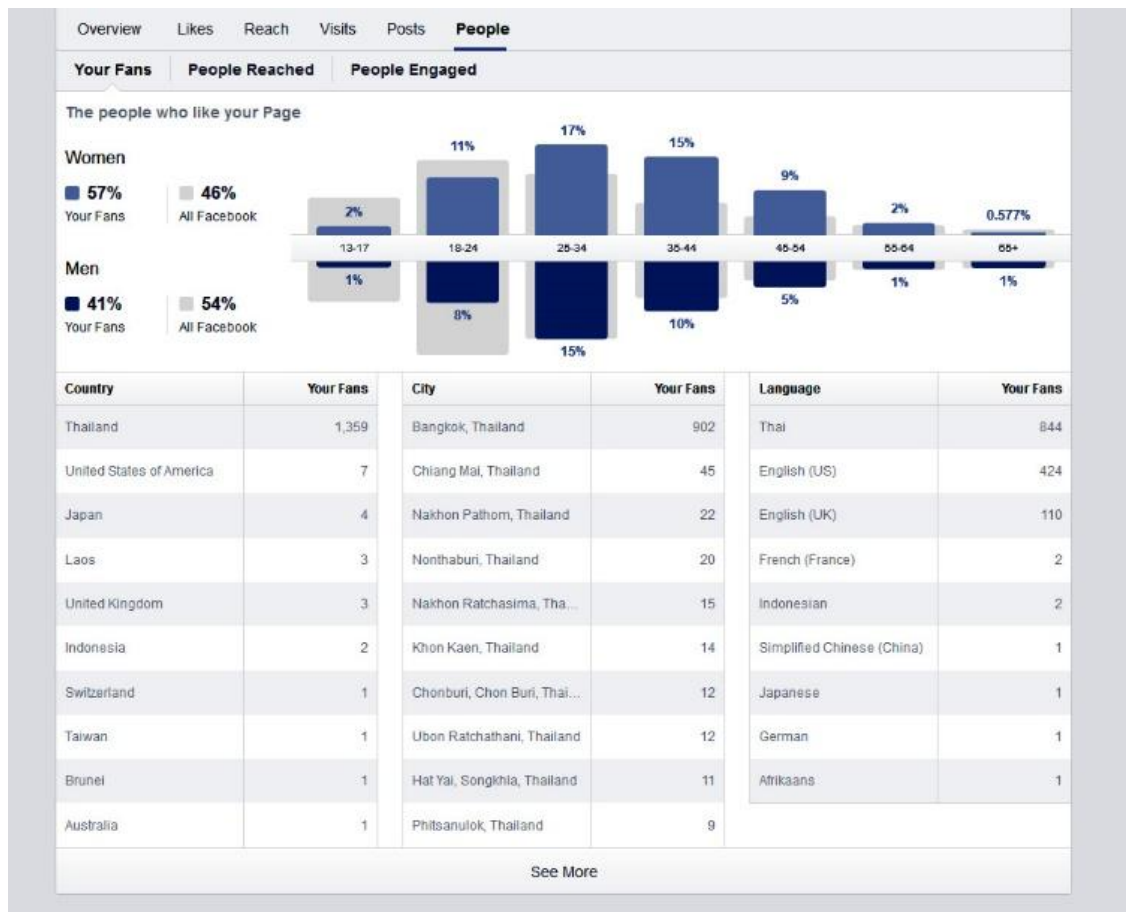 Overview Likes Reach Visits Posts People
Your Fans People Reached People Engaged
The people who like your Page
Women
57% 46%
Your Fans All Facebook
Men
41% 54%
Your Fans All Facebook
2% 11% 17% 15% 9% 2% 0.577%
13-17 18-24 25-34 35-44 45-54 55-64 65+
1% 8% 15% 10% 5% 1% 1%
Country Your Fans City Your Fans Language Your Fans
Thailand 1,359 Bangkok, Thailand 902 Thai 844
United States of America 7 Chiang Mai, Thailand 45 English (US) 424
Japan 4 Nakhon Pathom, Thailand 22 English (UK) 110
Laos 3 Nonthaburi, Thailand 20 French (France) 2
United Kingdom 3 Nakhon Ratchasima, Tha... 15 Indonesian 2
Indonesia 2 Khon Kaen, Thailand 14 Simplified Chinese (China) 1
Switzerland 1 Chonburi, Chon Buri, Thai... 12 Japanese 1
Taiwan 1 Ubon Ratchathani, Thailand 12 German 1
Brunei 1 Hat Yai, Songkhla, Thailand 11 Afrikaans 1
Australia 1 Phitsanulok, Thailand 9
See More